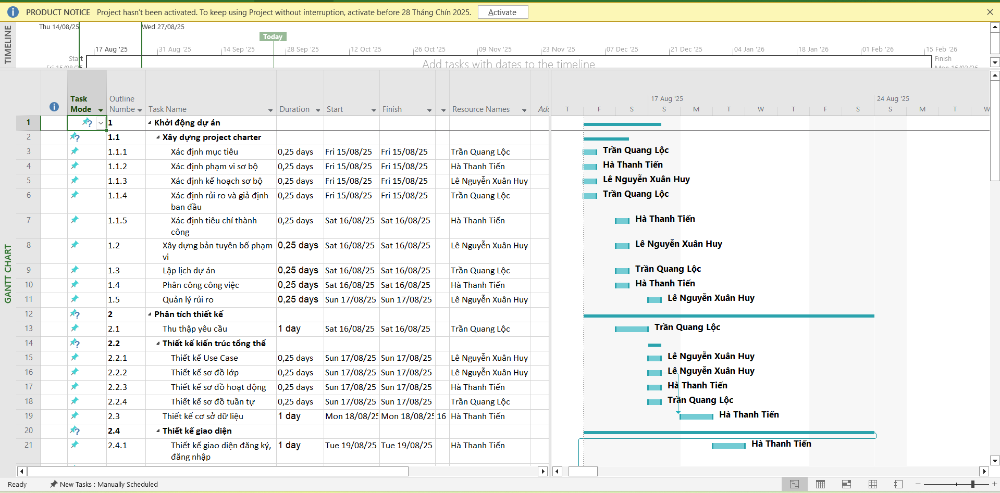 PRODUCT NOTICE Project hasn't been activated. To keep using Project without interruption, activate before 28 Tháng Chín 2025. Activate
TIMELINE
Thu 14/08/25 Wed 27/08/25
Today
17 Aug '25 31 Aug '25 14 Sep '25 28 Sep '25 12 Oct '25 26 Oct '25 09 Nov '25 23 Nov '25 07 Dec '25 21 Dec '25 04 Jan '26 18 Jan '26 01 Feb '26 15 Feb '26
Start Finish
Fri 15/08/25 Add tasks with dates to the timeline Mon 16/02/26
GANTT CHART
Task Mode Outline Numbe Task Name Duration Start Finish Resource Names Add
17 Aug '25 24 Aug '25
T F S S M T W T F S S M T W
1 1 Khởi động dự án
2 1.1 Xây dựng project charter
3 1.1.1 Xác định mục tiêu 0,25 days Fri 15/08/25 Fri 15/08/25 Trần Quang Lộc Trần Quang Lộc
4 1.1.2 Xác định phạm vi sơ bộ 0,25 days Fri 15/08/25 Fri 15/08/25 Hà Thanh Tiến Hà Thanh Tiến
5 1.1.3 Xác định kế hoạch sơ bộ 0,25 days Fri 15/08/25 Fri 15/08/25 Lê Nguyễn Xuân Huy Lê Nguyễn Xuân Huy
6 1.1.4 Xác định rủi ro và giả định ban đầu 0,25 days Fri 15/08/25 Fri 15/08/25 Trần Quang Lộc Trần Quang Lộc
7 1.1.5 Xác định tiêu chí thành công 0,25 days Sat 16/08/25 Sat 16/08/25 Hà Thanh Tiến Hà Thanh Tiến
8 1.2 Xây dựng bản tuyên bố phạm vi 0,25 days Sat 16/08/25 Sat 16/08/25 Lê Nguyễn Xuân Huy Lê Nguyễn Xuân Huy
9 1.3 Lập lịch dự án 0,25 days Sat 16/08/25 Sat 16/08/25 Trần Quang Lộc Trần Quang Lộc
10 1.4 Phân công công việc 0,25 days Sat 16/08/25 Sat 16/08/25 Hà Thanh Tiến Hà Thanh Tiến
11 1.5 Quản lý rủi ro 0,25 days Sun 17/08/25 Sun 17/08/25 Lê Nguyễn Xuân Huy Lê Nguyễn Xuân Huy
12 2 Phân tích thiết kế
13 2.1 Thu thập yêu cầu 1 day Sat 16/08/25 Sat 16/08/25 Trần Quang Lộc Trần Quang Lộc
14 2.2 Thiết kế kiến trúc tổng thể
15 2.2.1 Thiết kế Use Case 0,25 days Sun 17/08/25 Sun 17/08/25 Lê Nguyễn Xuân Huy Lê Nguyễn Xuân Huy
16 2.2.2 Thiết kế sơ đồ lớp 0,25 days Sun 17/08/25 Sun 17/08/25 Lê Nguyễn Xuân Huy Lê Nguyễn Xuân Huy
17 2.2.3 Thiết kế sơ đồ hoạt động 0,25 days Sun 17/08/25 Sun 17/08/25 Hà Thanh Tiến Hà Thanh Tiến
18 2.2.4 Thiết kế sơ đồ tuần tự 0,25 days Sun 17/08/25 Sun 17/08/25 Trần Quang Lộc Trần Quang Lộc
19 2.3 Thiết kế cơ sở dữ liệu 1 day Mon 18/08/25 Mon 18/08/25 16 Hà Thanh Tiến Hà Thanh Tiến
20 2.4 Thiết kế giao diện
21 2.4.1 Thiết kế giao diện đăng ký, đăng nhập 1 day Tue 19/08/25 Tue 19/08/25 Hà Thanh Tiến Hà Thanh Tiến
Ready New Tasks : Manually Scheduled